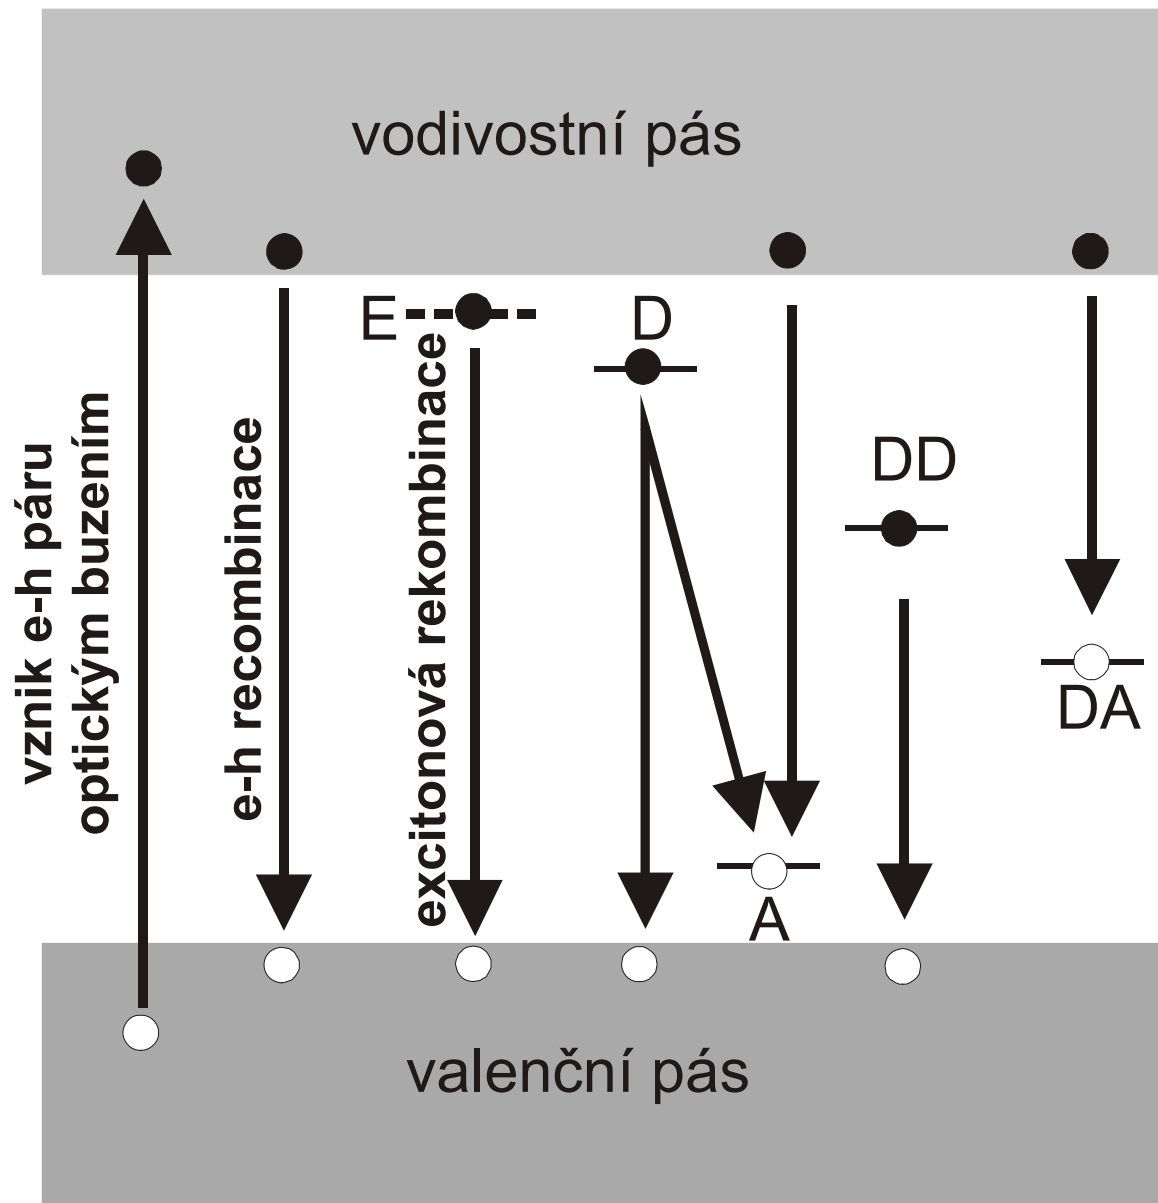 vodivostní pás
E
D
DD
DA
A
vznik e-h páru
optickým buzením
e-h recombinace
excitonová rekombinace
valenční pás